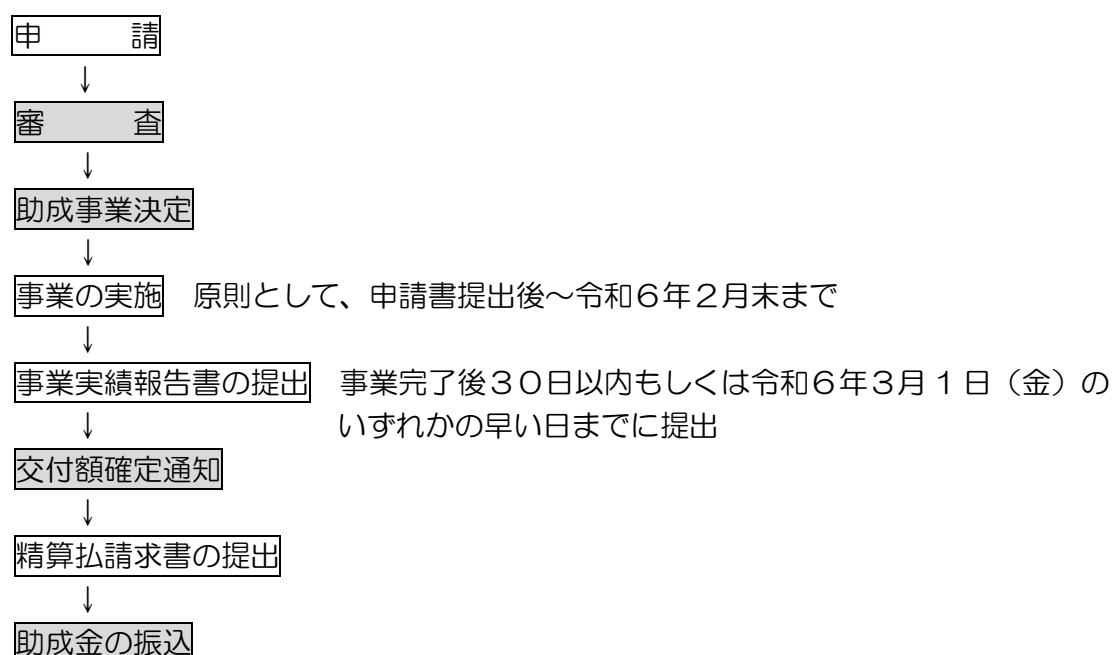 申　　　請
↓
審　　　査
↓
助成事業決定
↓
事業の実施　原則として、申請書提出後～令和６年２月末まで
↓
事業実績報告書の提出　事業完了後３０日以内もしくは令和６年３月１日（金）の
↓　いずれかの早い日までに提出
交付額確定通知
↓
精算払請求書の提出
↓
助成金の振込